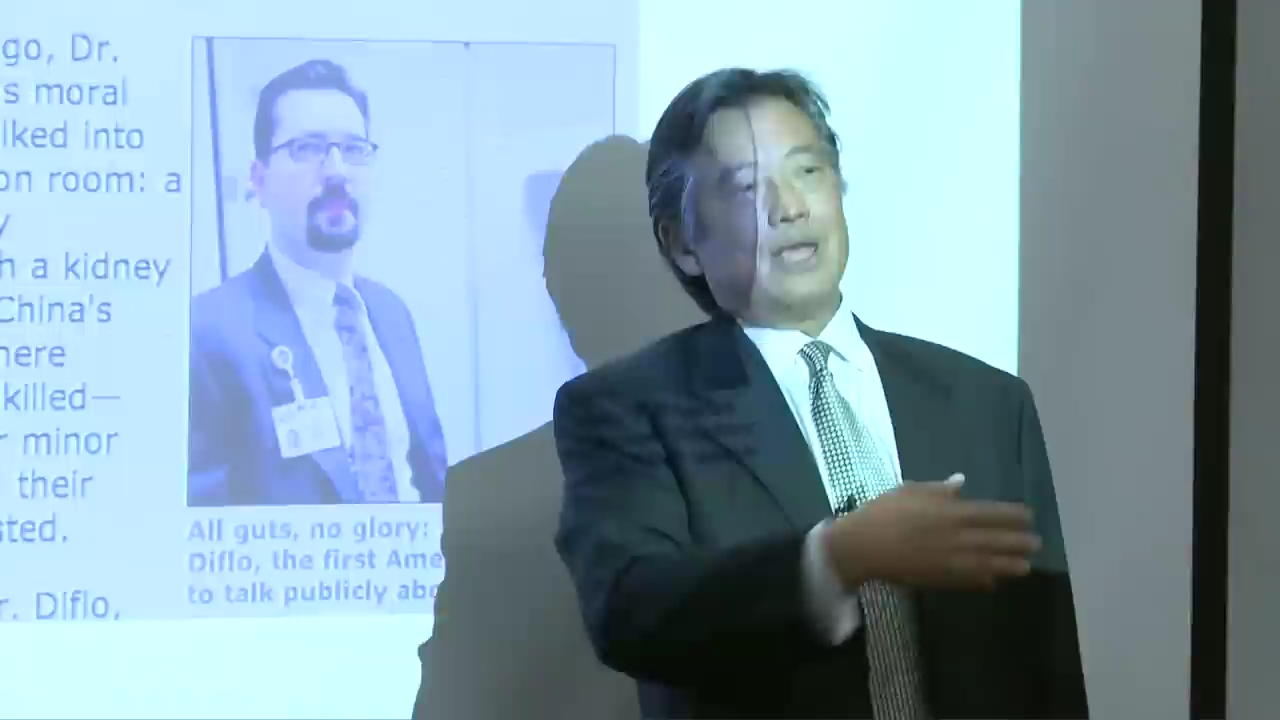 go, Dr.
s moral
lked into
on room: a
y
h a kidney
China's
here
killed—
r minor
their
sted.
r. Diflo,
All guts, no glory:
Diflo, the first Ame
to talk publicly abo